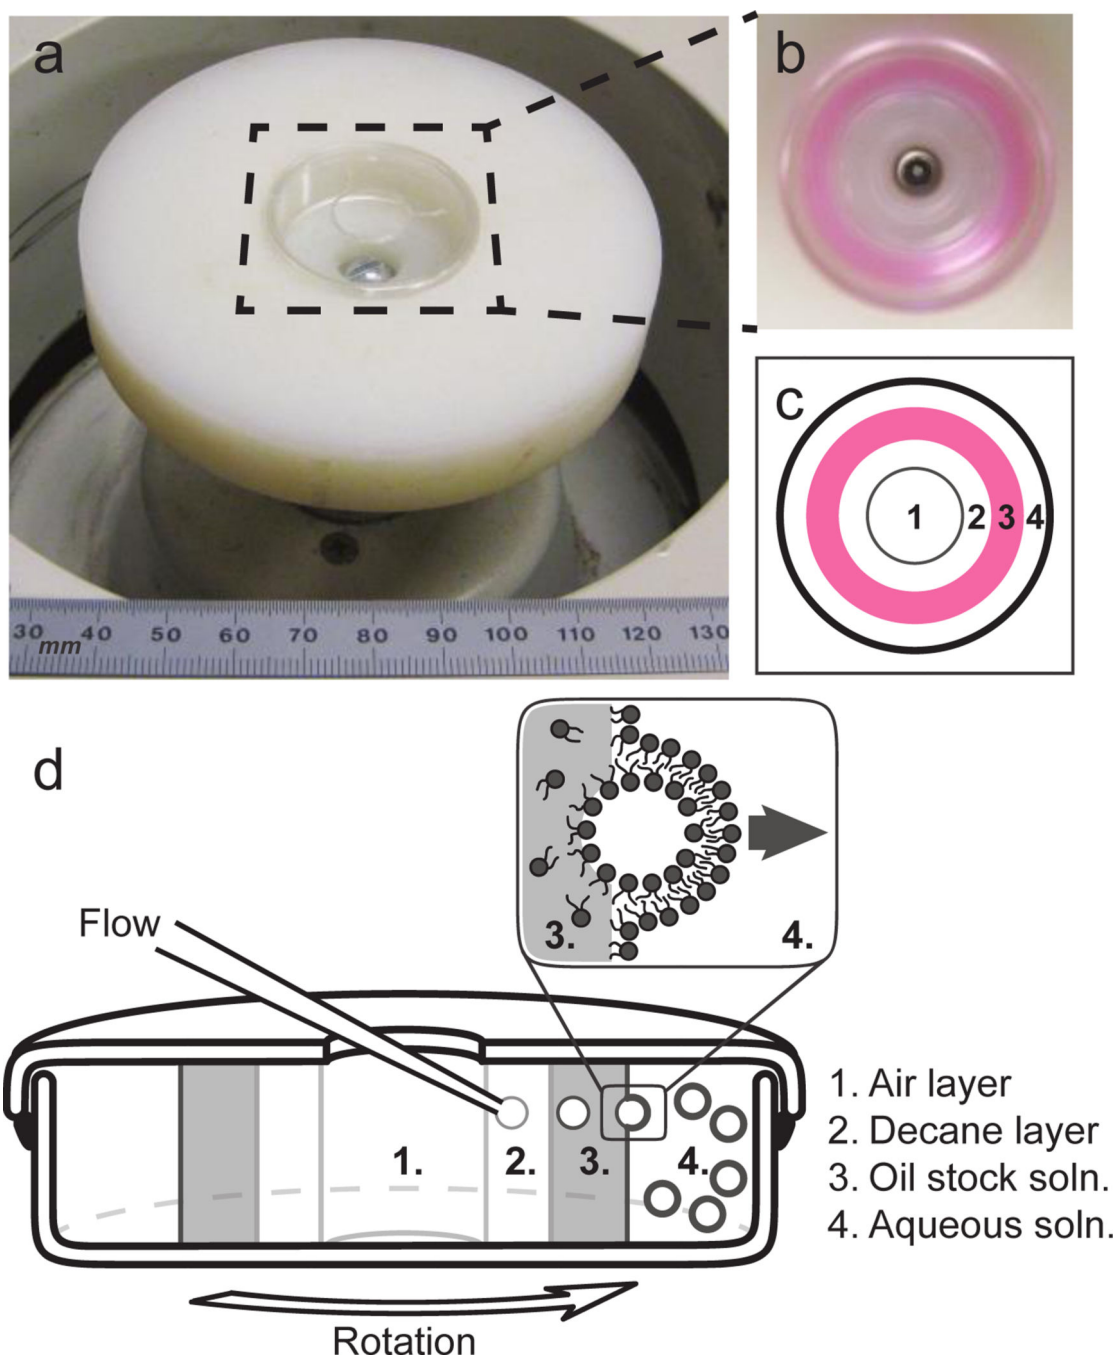 a
b
c
1 2 3 4
30 40 50 60 70 80 90 100 110 120 130
mm
d
3. 4.
Flow
1. 2. 3. 4.
1. Air layer
2. Decane layer
3. Oil stock soln.
4. Aqueous soln.
Rotation